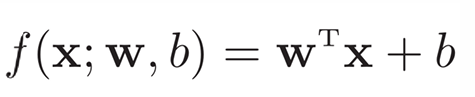 f(x; w, b) = wᵀx + b